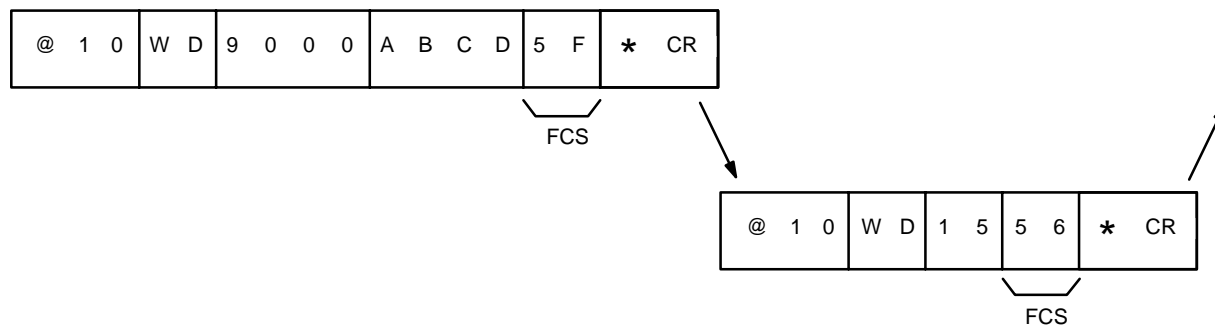 @ 1 0 W D 9 0 0 0 A B C D 5 F * CR
FCS
@ 1 0 W D 1 5 5 6 * CR
FCS